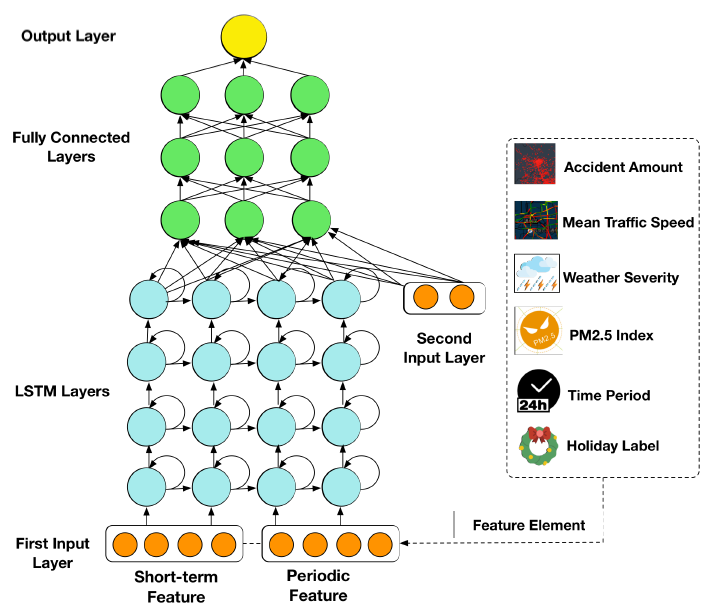 Output Layer
Fully Connected
Layers
Accident Amount
Mean Traffic Speed
Weather Severity
PM2.5
PM2.5 Index
24h
Time Period
Holiday Label
Second
Input Layer
LSTM Layers
First Input
Layer
Feature Element
Short-term
Feature
Periodic
Feature